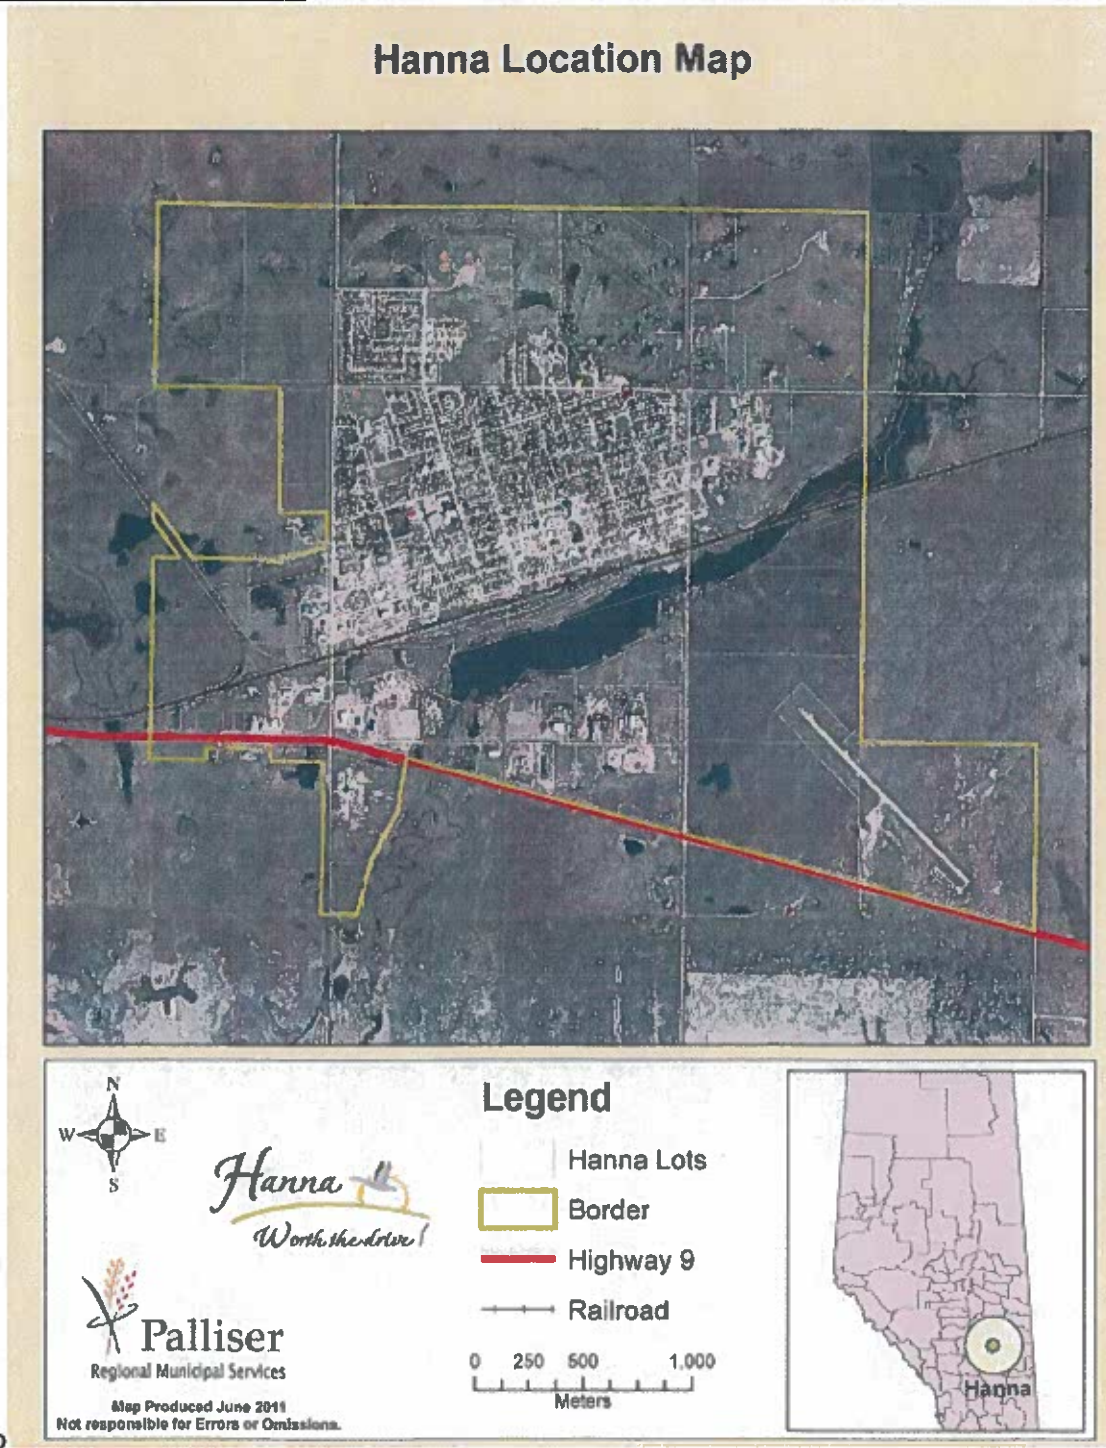 Hanna Location Map
N
W E
S
Hanna
Worth the drive!
Palliser
Regional Municipal Services
Map Produced June 2011
Not responsible for Errors or Omissions.
Legend
Hanna Lots
Border
Highway 9
Railroad
0 250 500 1,000
Meters
Hanna